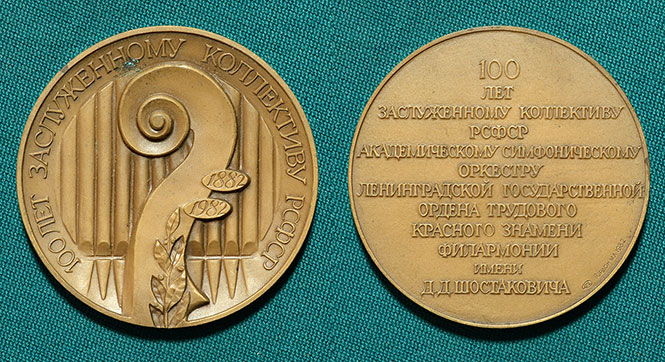 100 ЛЕТ ЗАСЛУЖЕННОМУ КОЛЛЕКТИВУ РСФСР
1882
1982
100
ЛЕТ
ЗАСЛУЖЕННОМУ КОЛЛЕКТИВУ
РСФСР
АКАДЕМИЧЕСКОМУ СИМФОНИЧЕСКОМУ
ОРКЕСТРУ
ЛЕНИНГРАДСКОЙ ГОСУДАРСТВЕННОЙ
ОРДЕНА ТРУДОВОГО
КРАСНОГО ЗНАМЕНИ
ФИЛАРМОНИИ
ИМЕНИ
Д.Д.ШОСТАКОВИЧА